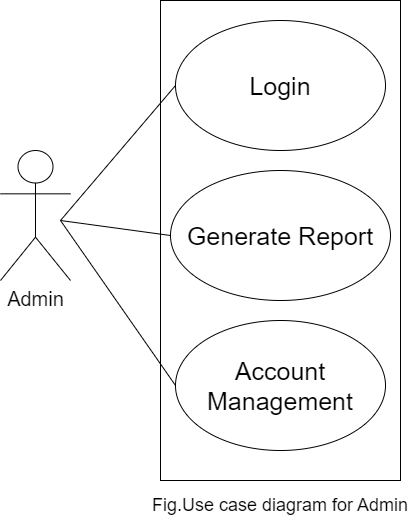 Login
Generate Report
Admin
Account
Management
Fig.Use case diagram for Admin